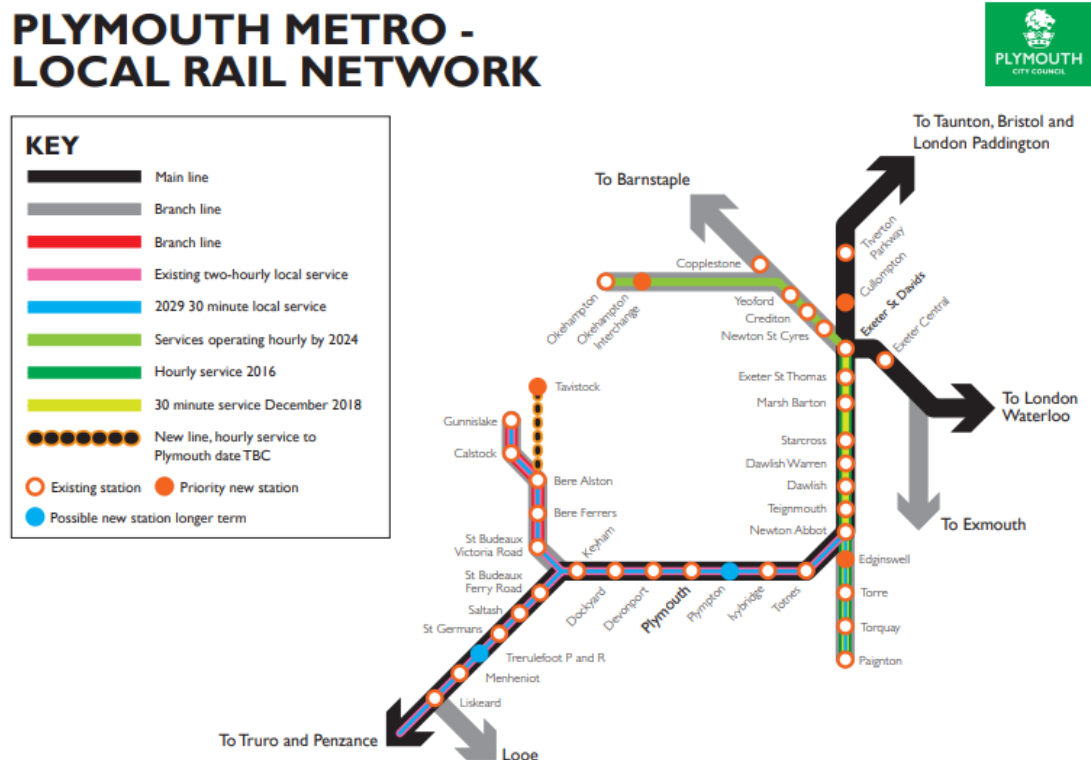 PLYMOUTH METRO -
LOCAL RAIL NETWORK
PLYMOUTH
CITY COUNCIL
KEY
Main line
Branch line
Branch line
Existing two-hourly local service
2029 30 minute local service
Services operating hourly by 2024
Hourly service 2016
30 minute service December 2018
New line, hourly service to
Plymouth date TBC
Existing station
Priority new station
Possible new station longer term
To Taunton, Bristol and
London Paddington
To Barnstaple
Tiverton
Parkway
Cullompton
Copplestone
Okehampton
Okehampton
Interchange
Yeoford
Crediton
Newton St Cyres
Exeter St Davids
Exeter Central
Exeter St Thomas
Marsh Barton
To London
Waterloo
Tavistock
Gunnislake
Calstock
Starcross
Dawlish Warren
Dawlish
Teignmouth
Newton Abbot
To Exmouth
Bere Alston
Bere Ferrers
St Budeaux
Victoria Road
Keyham
Edginswell
St Budeaux
Ferry Road
Dockyard
Devonport
Plymouth
Plympton
Ivybridge
Totnes
Torre
Saltash
St Germans
Torquay
Trerulefoot P and R
Paignton
Menheniot
Liskeard
To Truro and Penzance
Looe